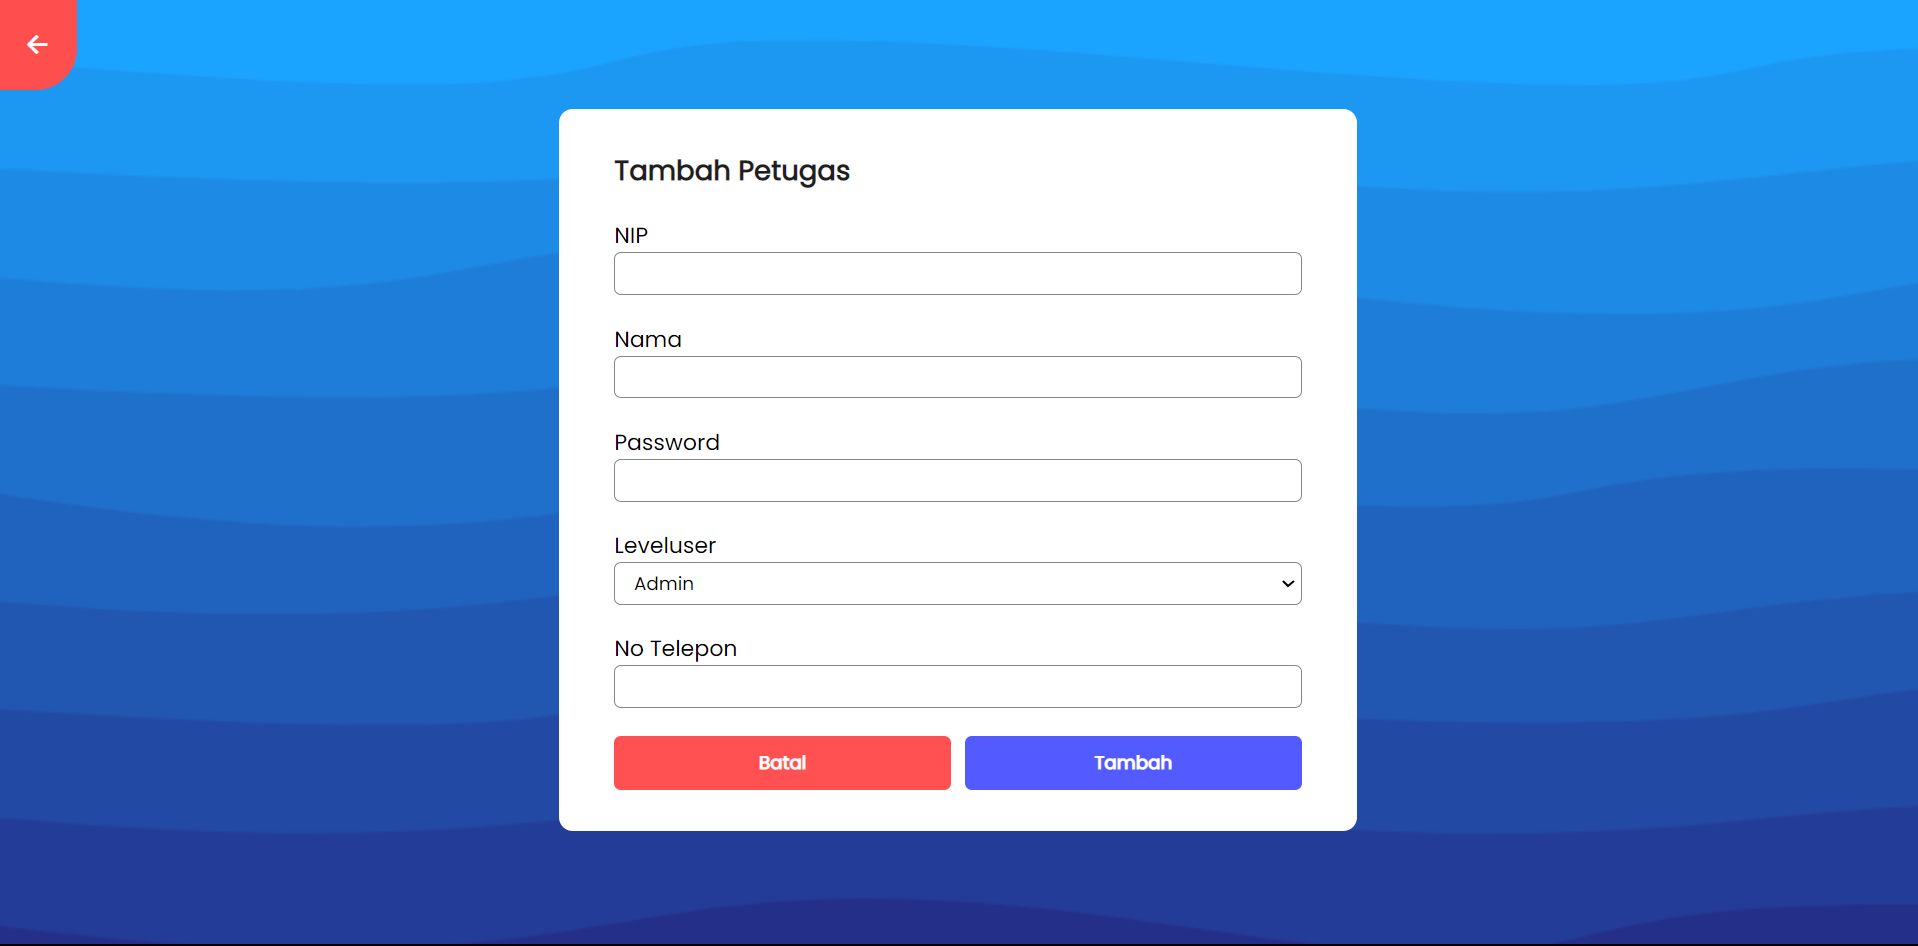 Tambah Petugas
NIP
Nama
Password
Leveluser
Admin
No Telepon
Batal
Tambah